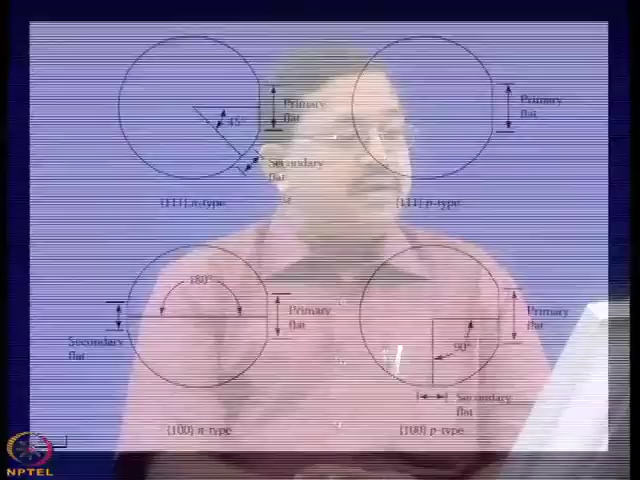 Primary
flat
45°
Secondary
flat
{111} n-type
Primary
flat
{111} p-type
180°
Primary
flat
Secondary
flat
{100} n-type
Primary
flat
90°
Secondary
flat
{100} p-type
NPTEL